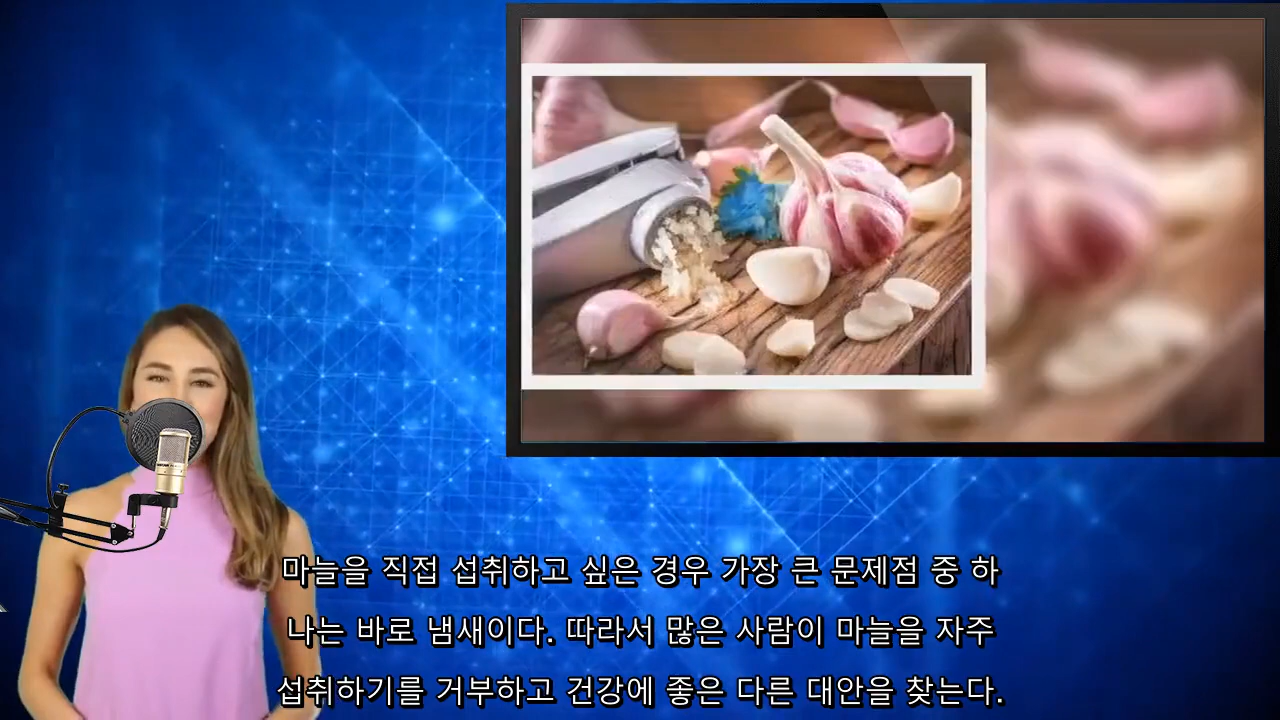 마늘을 직접 섭취하고 싶은 경우 가장 큰 문제점 중 하
나는 바로 냄새이다. 따라서 많은 사람이 마늘을 자주
섭취하기를 거부하고 건강에 좋은 다른 대안을 찾는다.